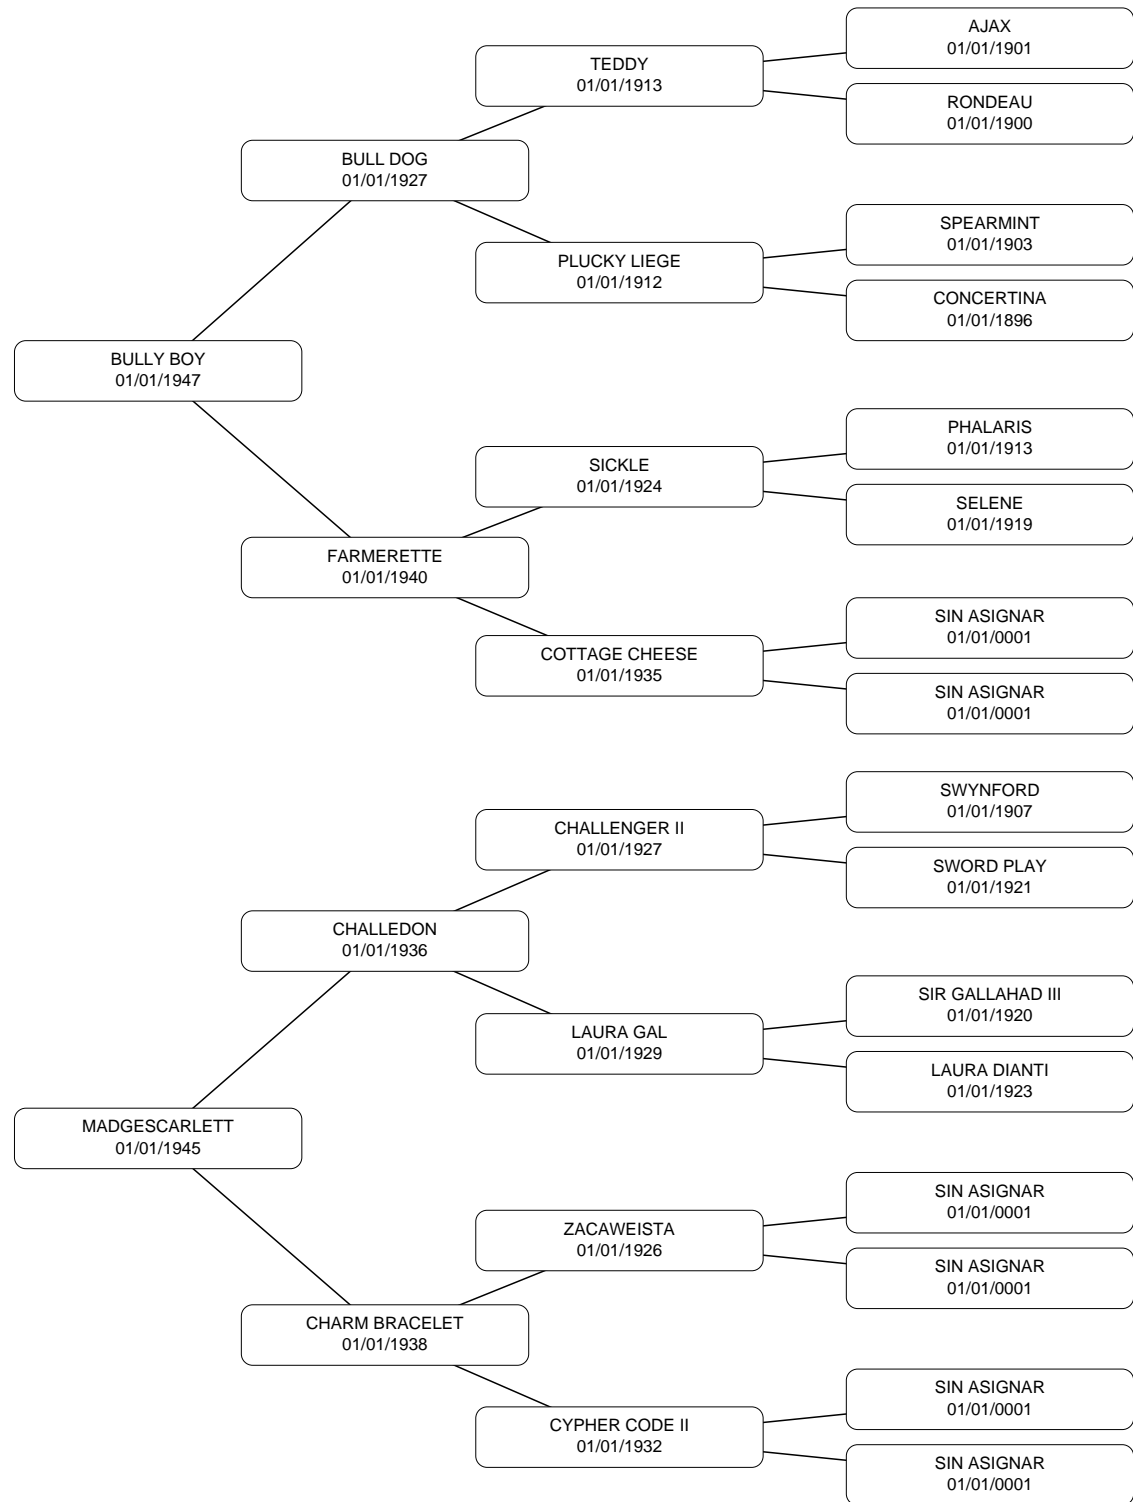 AJAX
01/01/1901
TEDDY
01/01/1913
RONDEAU
01/01/1900
BULL DOG
01/01/1927
SPEARMINT
01/01/1903
PLUCKY LIEGE
01/01/1912
CONCERTINA
01/01/1896
BULLY BOY
01/01/1947
PHALARIS
01/01/1913
SICKLE
01/01/1924
SELENE
01/01/1919
FARMERETTE
01/01/1940
SIN ASIGNAR
01/01/0001
COTTAGE CHEESE
01/01/1935
SIN ASIGNAR
01/01/0001
SWYNFORD
01/01/1907
CHALLENGER II
01/01/1927
SWORD PLAY
01/01/1921
CHALLEDON
01/01/1936
SIR GALLAHAD III
01/01/1920
LAURA GAL
01/01/1929
LAURA DIANTI
01/01/1923
MADGESCARLETT
01/01/1945
SIN ASIGNAR
01/01/0001
ZACAWEISTA
01/01/1926
SIN ASIGNAR
01/01/0001
CHARM BRACELET
01/01/1938
SIN ASIGNAR
01/01/0001
CYPHER CODE II
01/01/1932
SIN ASIGNAR
01/01/0001